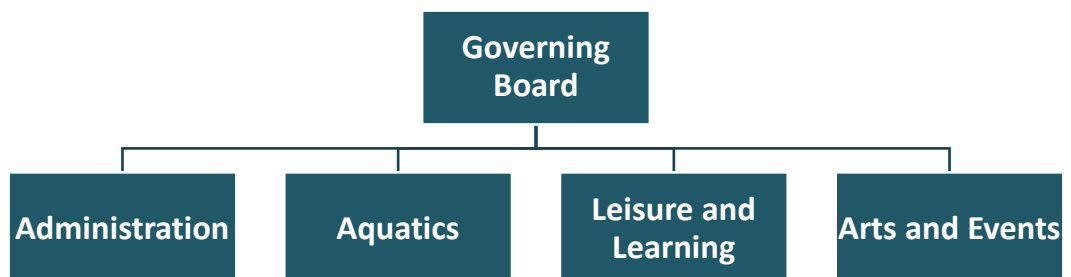 Governing
Board
Administration
Aquatics
Leisure and
Learning
Arts and Events